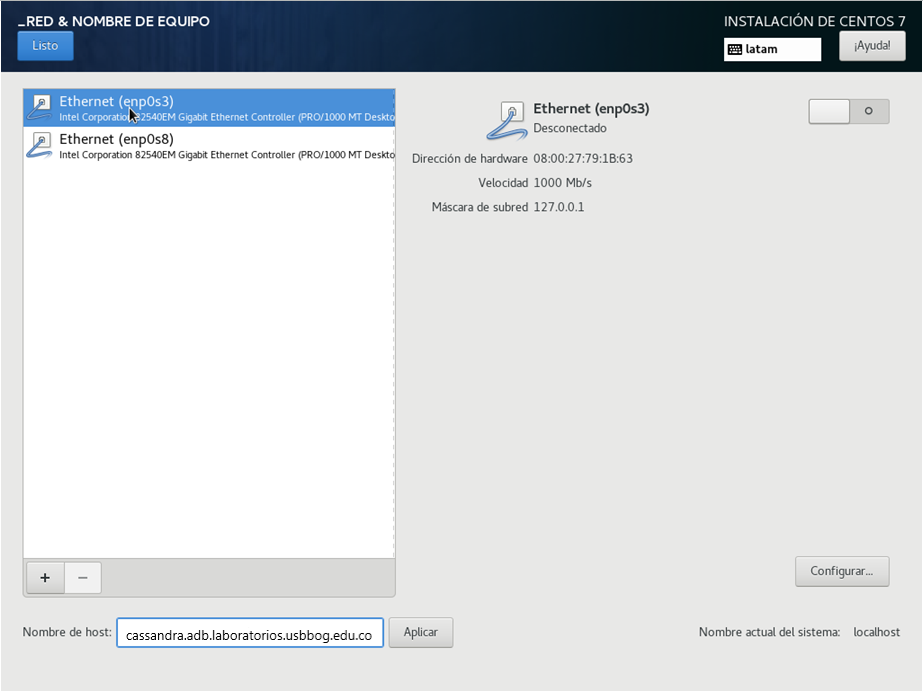 _RED & NOMBRE DE EQUIPO
INSTALACIÓN DE CENTOS 7
Listo
latam
¡Ayuda!
Ethernet (enp0s3)
Intel Corporation 82540EM Gigabit Ethernet Controller (PRO/1000 MT Deskto
Ethernet (enp0s8)
Intel Corporation 82540EM Gigabit Ethernet Controller (PRO/1000 MT Deskto
Ethernet (enp0s3)
Desconectado
Dirección de hardware 08:00:27:79:1B:63
Velocidad 1000 Mb/s
Máscara de subred 127.0.0.1
+ −
Configurar...
Nombre de host: cassandra.adb.laboratorios.usbbog.edu.co Aplicar
Nombre actual del sistema: localhost